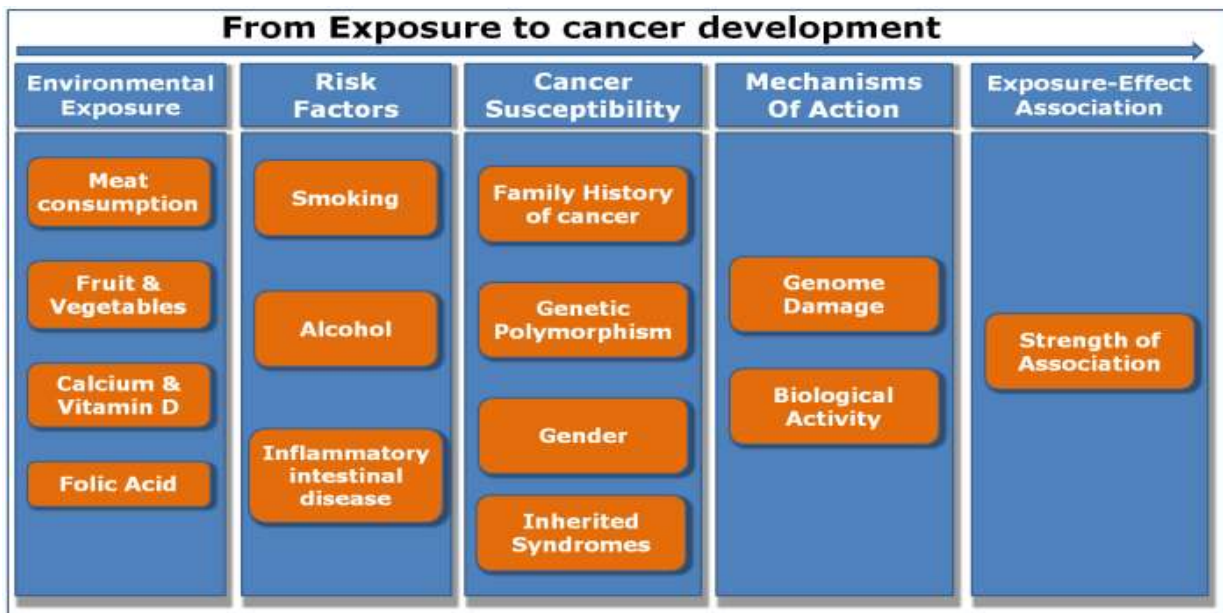 From Exposure to cancer development
Environmental
Exposure
Risk
Factors
Cancer
Susceptibility
Mechanisms
Of Action
Exposure-Effect
Association
Meat
consumption
Fruit &
Vegetables
Calcium &
Vitamin D
Folic Acid
Smoking
Alcohol
Inflammatory
intestinal
disease
Family History
of cancer
Genetic
Polymorphism
Gender
Inherited
Syndromes
Genome
Damage
Biological
Activity
Strength of
Association